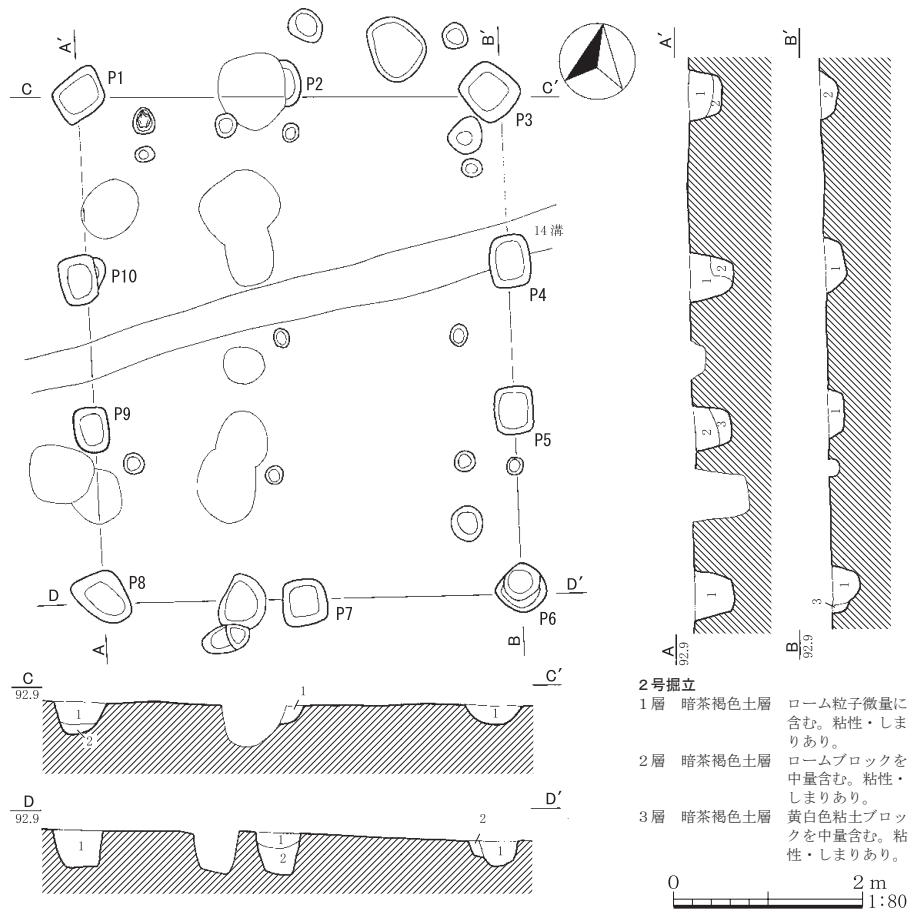 A′
B′
C
P1
P2
C′
P3
14溝
P10
P4
P9
P5
P8
D
P7
D′
P6
A
B
A′
B′
1
2
2
1
2
1
2
3
1
1
1
3
A
92.9
B
92.9
C
92.9
C′
1
2
1
1
D
92.9
D′
1
1
2
2
1
2号掘立
1層 暗茶褐色土層 ローム粒子微量に
含む。粘性・しま
りあり。
2層 暗茶褐色土層 ロームブロックを
中量含む。粘性・
しまりあり。
3層 暗茶褐色土層 黄白色粘土ブロッ
クを中量含む。粘
性・しまりあり。
0 2 m
1:80